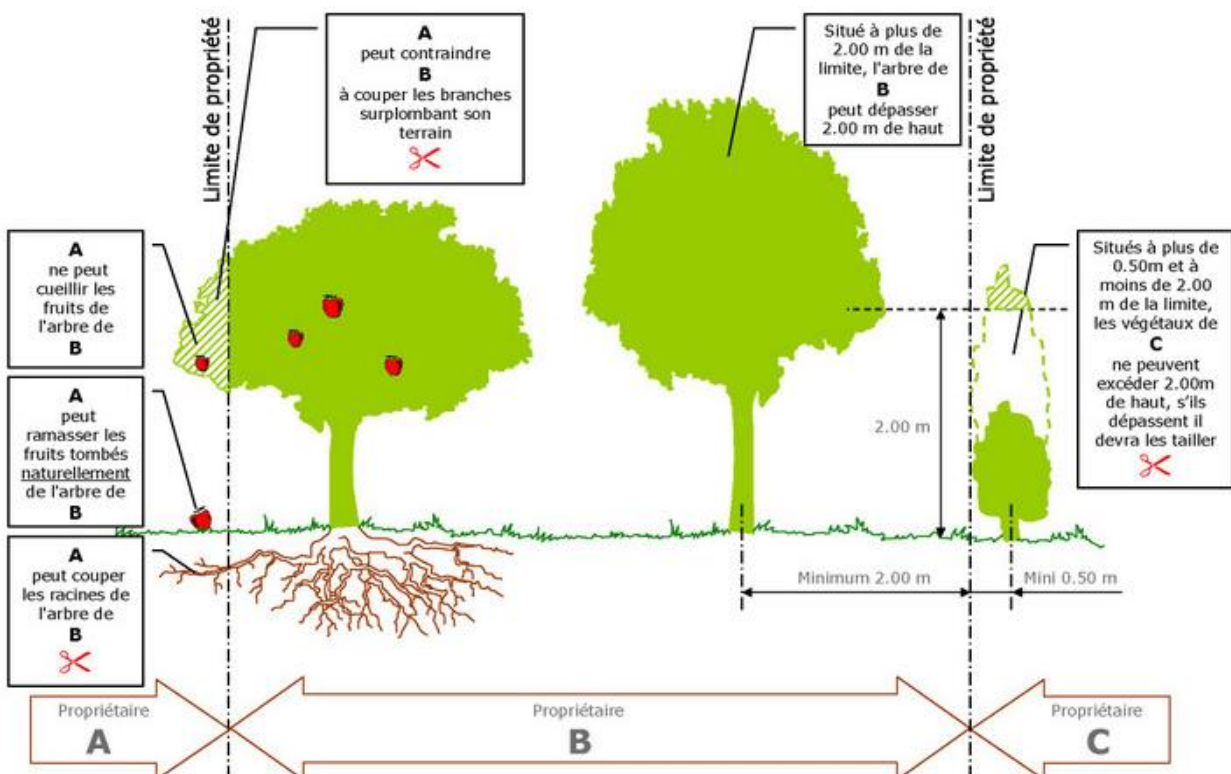 Limite de propriété
A
peut contraindre
B
à couper les branches
surplombant son
terrain
Situé à plus de
2.00 m de la
limite, l'arbre de
B
peut dépasser
2.00 m de haut
Limite de propriété
A
ne peut
cueillir les
fruits de
l'arbre de
B
Situés à plus de
0.50m et à
moins de 2.00
m de la limite,
les végétaux de
C
ne peuvent
excéder 2.00m
de haut, s'ils
dépassent il
devra les tailler
A
peut
ramasser les
fruits tombés
naturellement
de l'arbre de
B
2.00 m
A
peut couper
les racines de
l'arbre de
B
Minimum 2.00 m
Mini 0.50 m
Propriétaire
A
Propriétaire
B
Propriétaire
C